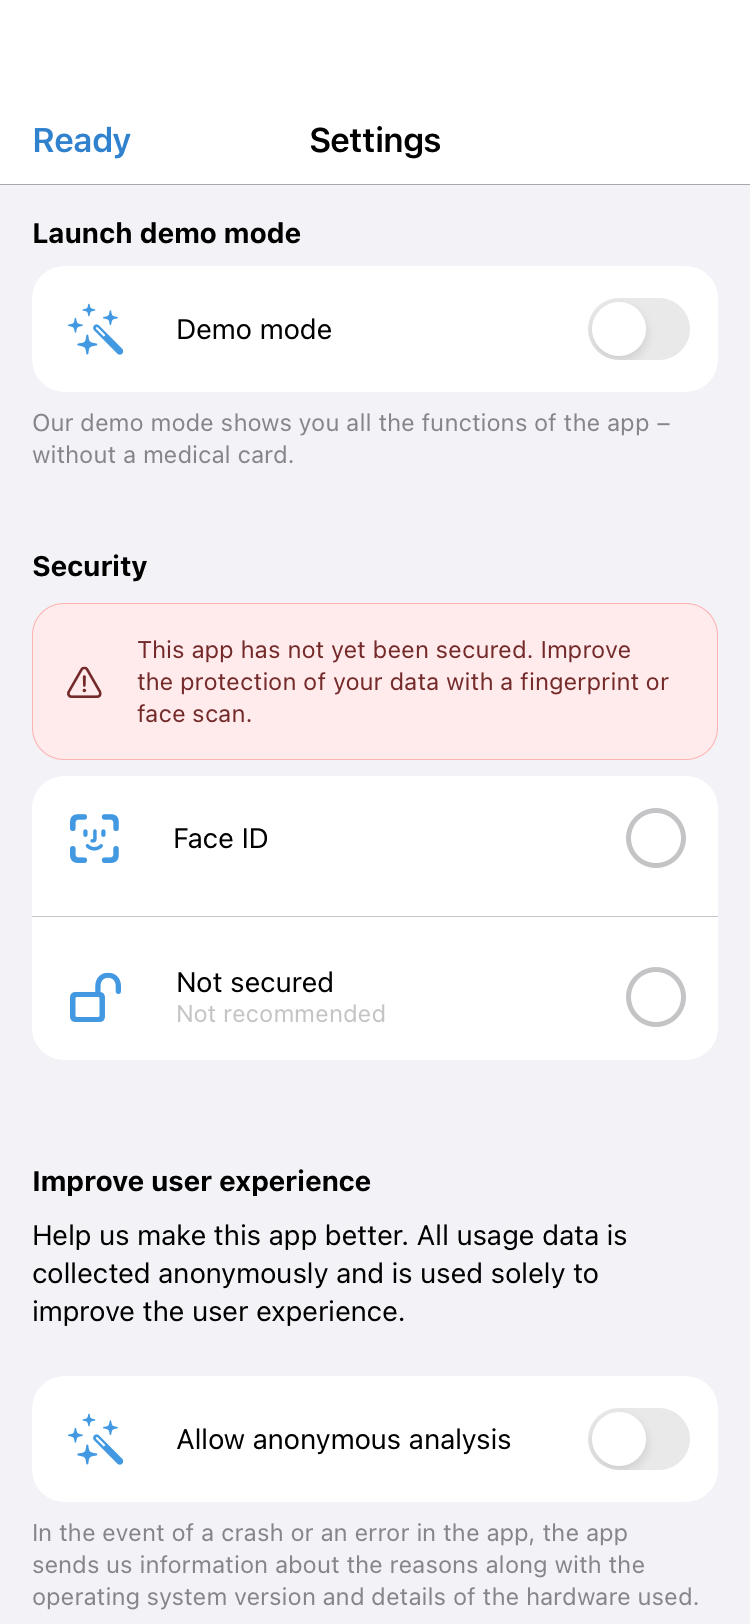 Ready
Settings
Launch demo mode
Demo mode
Our demo mode shows you all the functions of the app –
without a medical card.
Security
This app has not yet been secured. Improve
the protection of your data with a fingerprint or
face scan.
Face ID
Not secured
Not recommended
Improve user experience
Help us make this app better. All usage data is
collected anonymously and is used solely to
improve the user experience.
Allow anonymous analysis
In the event of a crash or an error in the app, the app
sends us information about the reasons along with the
operating system version and details of the hardware used.